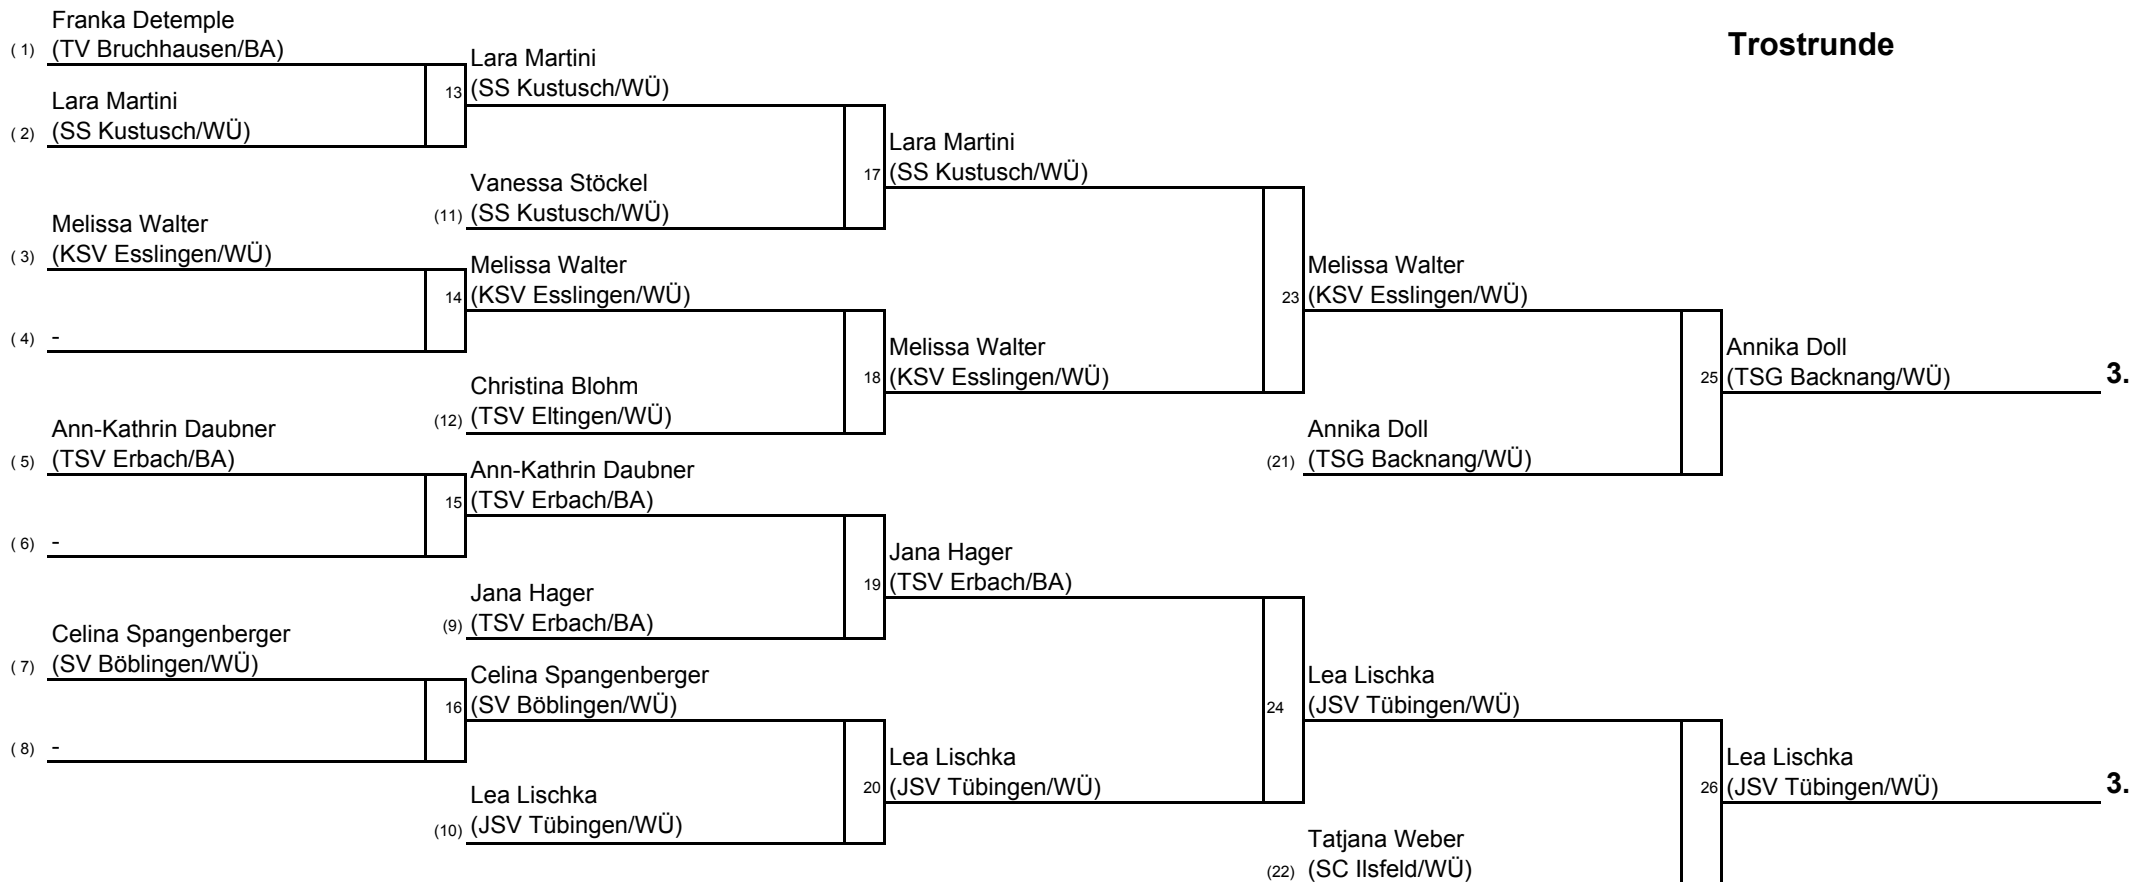 Trostrunde
Franka Detemple
( 1) (TV Bruchhausen/BA)
Lara Martini
( 2) (SS Kustusch/WÜ)
Melissa Walter
( 3) (KSV Esslingen/WÜ)
( 4) -
Ann-Kathrin Daubner
( 5) (TSV Erbach/BA)
( 6) -
Celina Spangenberger
( 7) (SV Böblingen/WÜ)
( 8) -
Lara Martini
13 (SS Kustusch/WÜ)
Vanessa Stöckel
(11) (SS Kustusch/WÜ)
Melissa Walter
14 (KSV Esslingen/WÜ)
Christina Blohm
(12) (TSV Eltingen/WÜ)
Ann-Kathrin Daubner
15 (TSV Erbach/BA)
Jana Hager
(9) (TSV Erbach/BA)
Celina Spangenberger
16 (SV Böblingen/WÜ)
Lea Lischka
(10) (JSV Tübingen/WÜ)
Lara Martini
17 (SS Kustusch/WÜ)
Melissa Walter
18 (KSV Esslingen/WÜ)
Jana Hager
19 (TSV Erbach/BA)
Lea Lischka
20 (JSV Tübingen/WÜ)
Melissa Walter
23 (KSV Esslingen/WÜ)
Annika Doll
(21) (TSG Backnang/WÜ)
Lea Lischka
24 (JSV Tübingen/WÜ)
Tatjana Weber
(22) (SC Ilsfeld/WÜ)
Annika Doll
25 (TSG Backnang/WÜ) 3.
Lea Lischka
26 (JSV Tübingen/WÜ) 3.